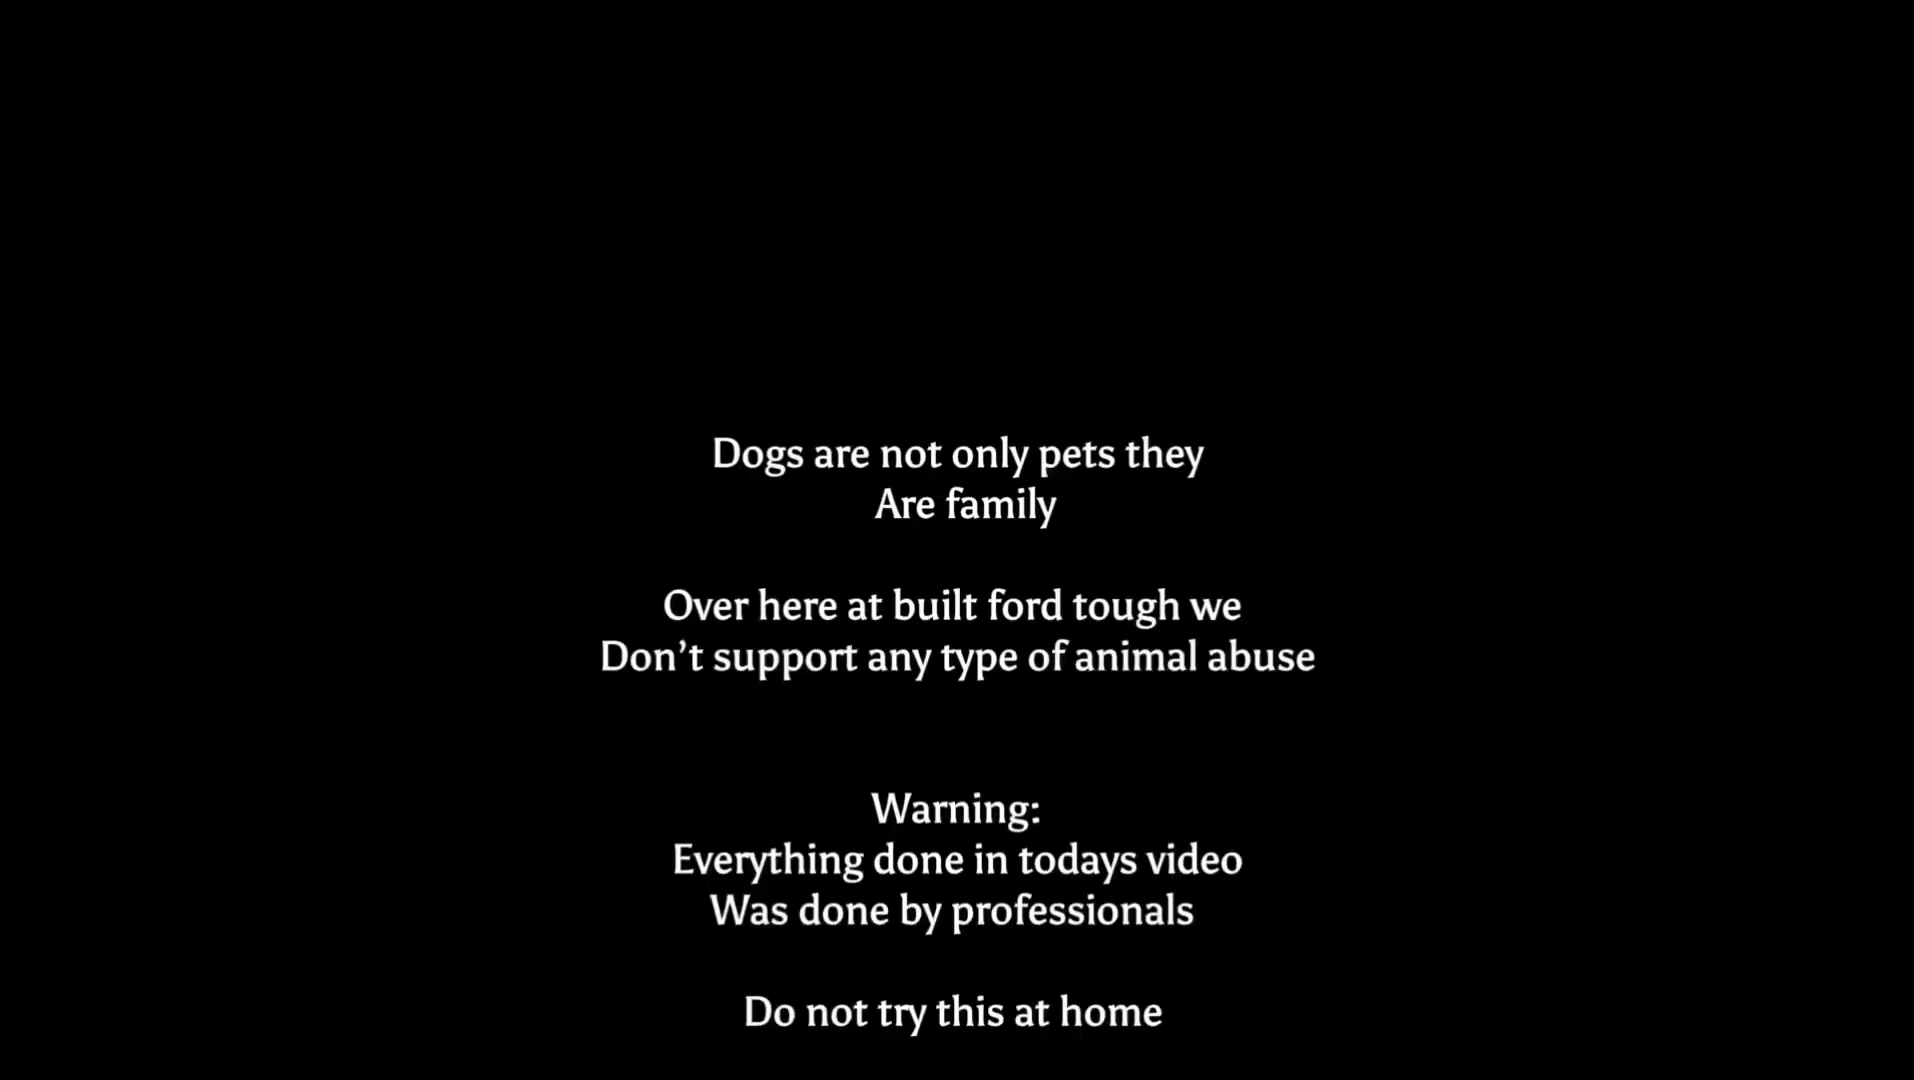 Dogs are not only pets they
Are family
Over here at built ford tough we
Don’t support any type of animal abuse
Warning:
Everything done in todays video
Was done by professionals
Do not try this at home